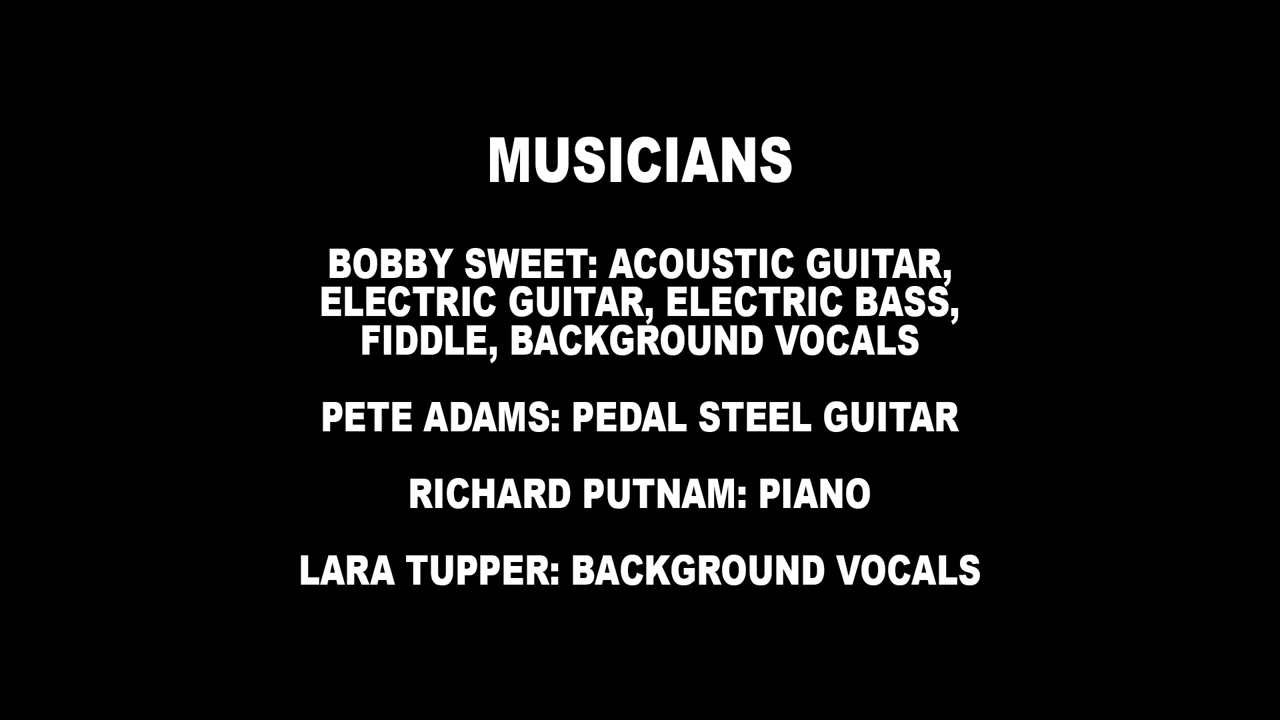 MUSICIANS
BOBBY SWEET: ACOUSTIC GUITAR,
ELECTRIC GUITAR, ELECTRIC BASS,
FIDDLE, BACKGROUND VOCALS
PETE ADAMS: PEDAL STEEL GUITAR
RICHARD PUTNAM: PIANO
LARA TUPPER: BACKGROUND VOCALS